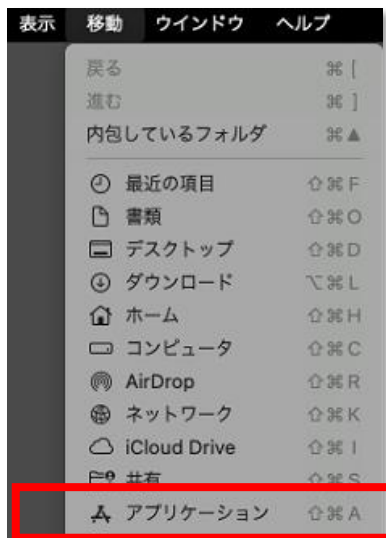 表示 移動 ウインドウ ヘルプ
戻る ⌘ [
進む ⌘ ]
内包しているフォルダ ⌘ ▲
最近の項目 ⇧ ⌘ F
書類 ⇧ ⌘ O
デスクトップ ⇧ ⌘ D
ダウンロード ⌥ ⌘ L
ホーム ⇧ ⌘ H
コンピュータ ⇧ ⌘ C
AirDrop ⇧ ⌘ R
ネットワーク ⇧ ⌘ K
iCloud Drive ⇧ ⌘ I
共有 ⇧ ⌘ S
アプリケーション ⇧ ⌘ A